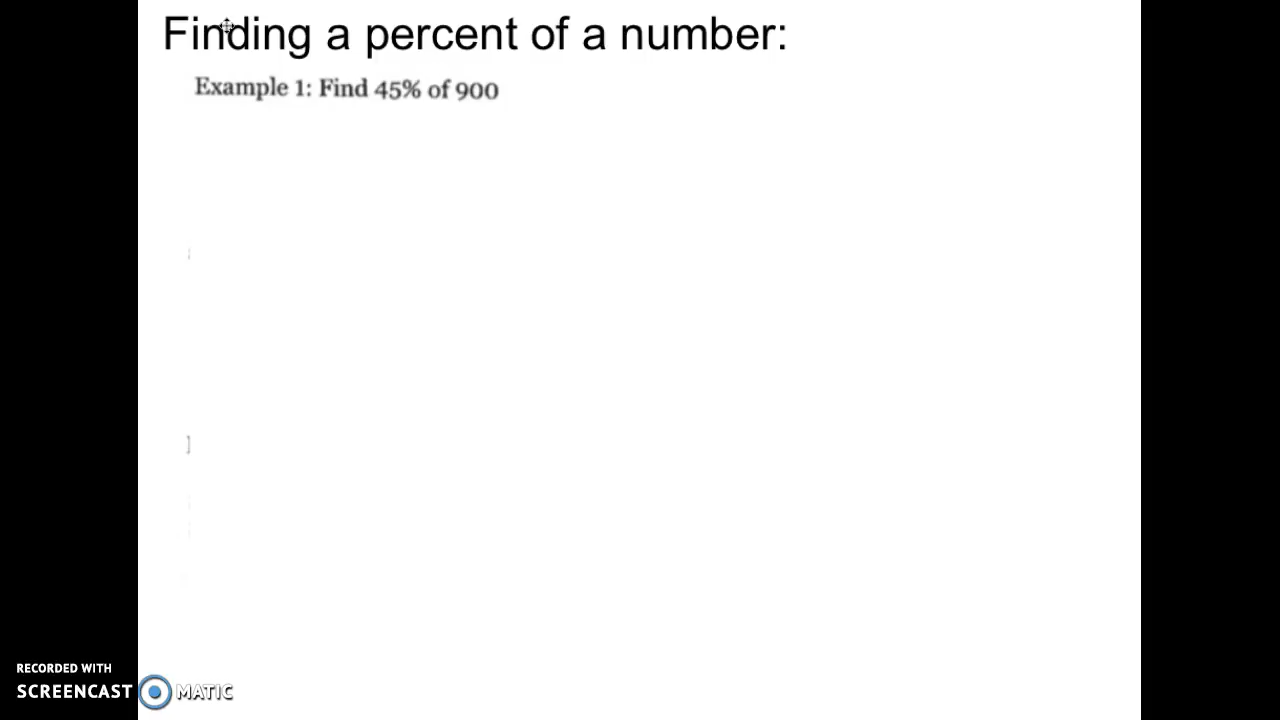 Finding a percent of a number:
Example 1: Find 45% of 900
RECORDED WITH
SCREENCAST MATIC